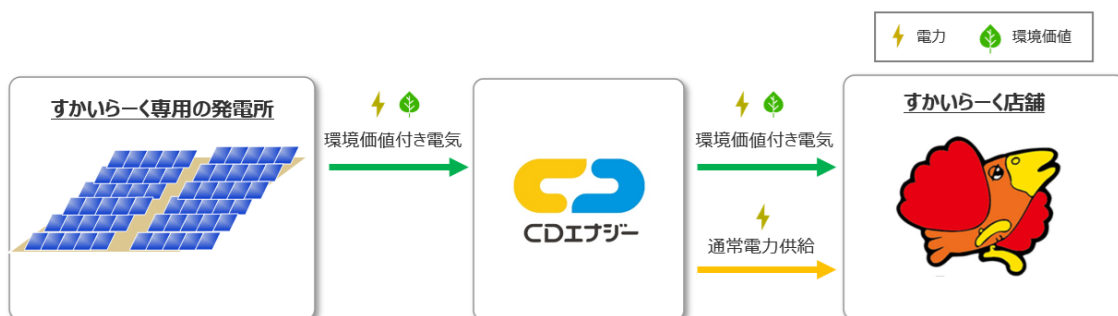 電力
環境価値
すかいらーく専用の発電所
環境価値付き電気
CDエナジー
環境価値付き電気
通常電力供給
すかいらーく店舗